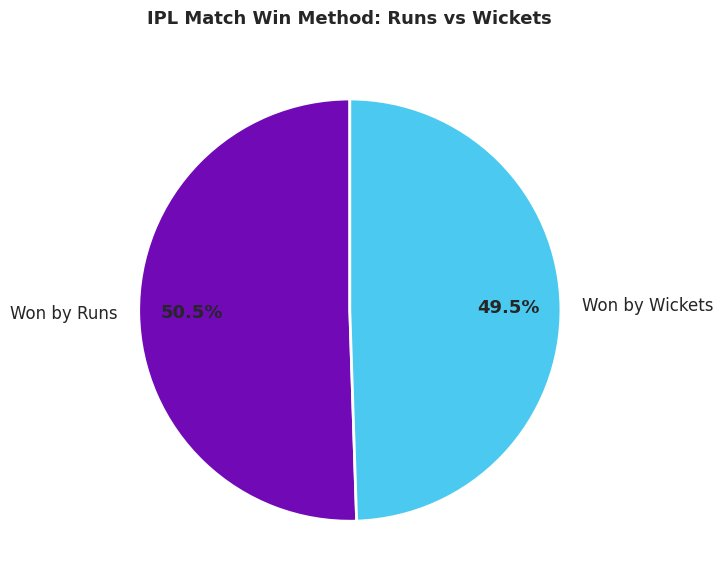 IPL Match Win Method: Runs vs Wickets
Won by Runs
50.5%
49.5%
Won by Wickets